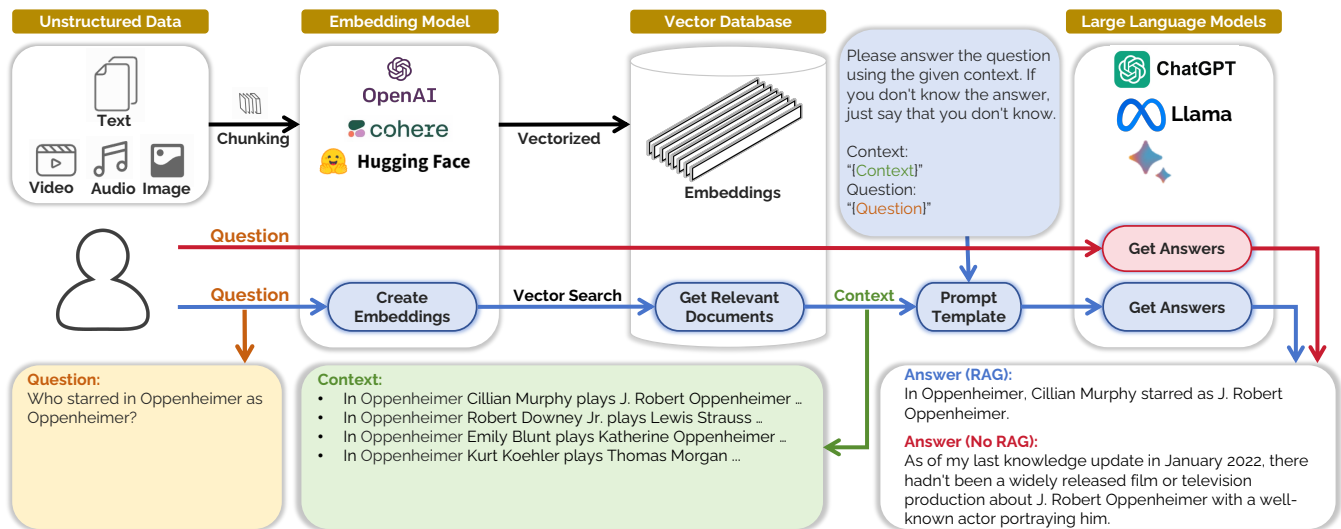 Unstructured Data
Embedding Model
Vector Database
Large Language Models
Text
Video
Audio
Image
Chunking
OpenAI
cohere
Hugging Face
Vectorized
Embeddings
Please answer the question
using the given context. If
you don't know the answer,
just say that you don't know.
Context:
"{Context}"
Question:
"{Question}"
ChatGPT
Llama
Question
Get Answers
Question
Create
Embeddings
Vector Search
Get Relevant
Documents
Context
Prompt
Template
Get Answers
Question:
Who starred in Oppenheimer as
Oppenheimer?
Context:
• In Oppenheimer Cillian Murphy plays J. Robert Oppenheimer …
• In Oppenheimer Robert Downey Jr. plays Lewis Strauss …
• In Oppenheimer Emily Blunt plays Katherine Oppenheimer …
• In Oppenheimer Kurt Koehler plays Thomas Morgan …
Answer (RAG):
In Oppenheimer, Cillian Murphy starred as J. Robert
Oppenheimer.
Answer (No RAG):
As of my last knowledge update in January 2022, there
hadn't been a widely released film or television
production about J. Robert Oppenheimer with a well-
known actor portraying him.